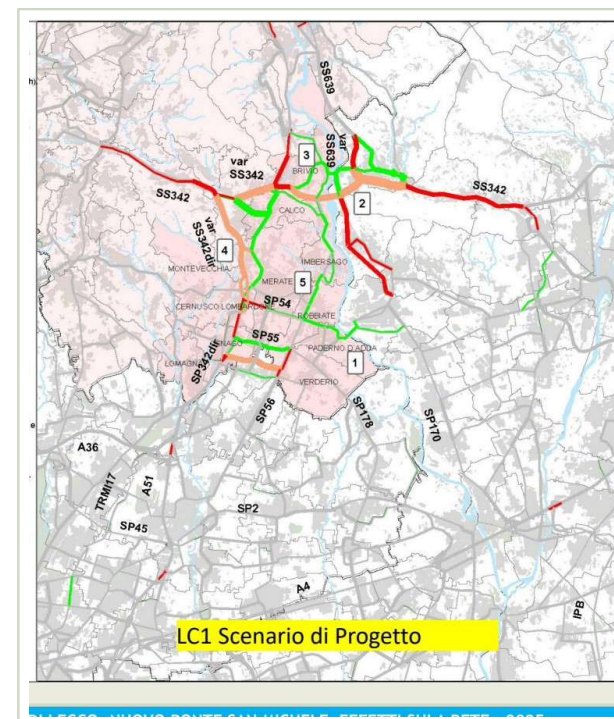 h)
SS639
var
SS639
3
BRIVIO
var
SS342
SS342
2
SS342
CALCO
var
SS342dir
4
MONTEVECCHIA
IMBERSAGO
MERATE
5
CERNUSCO LOMBARDONE
SP54
ROBBIATE
SP55
PADERNO D'ADDA
1
LOMAGNA
SP342dir
VERDERIO
SP56
SP178
SP170
e
A36
TRMI17
A51
SP2
SP45
A4
IPB
LC1 Scenario di Progetto